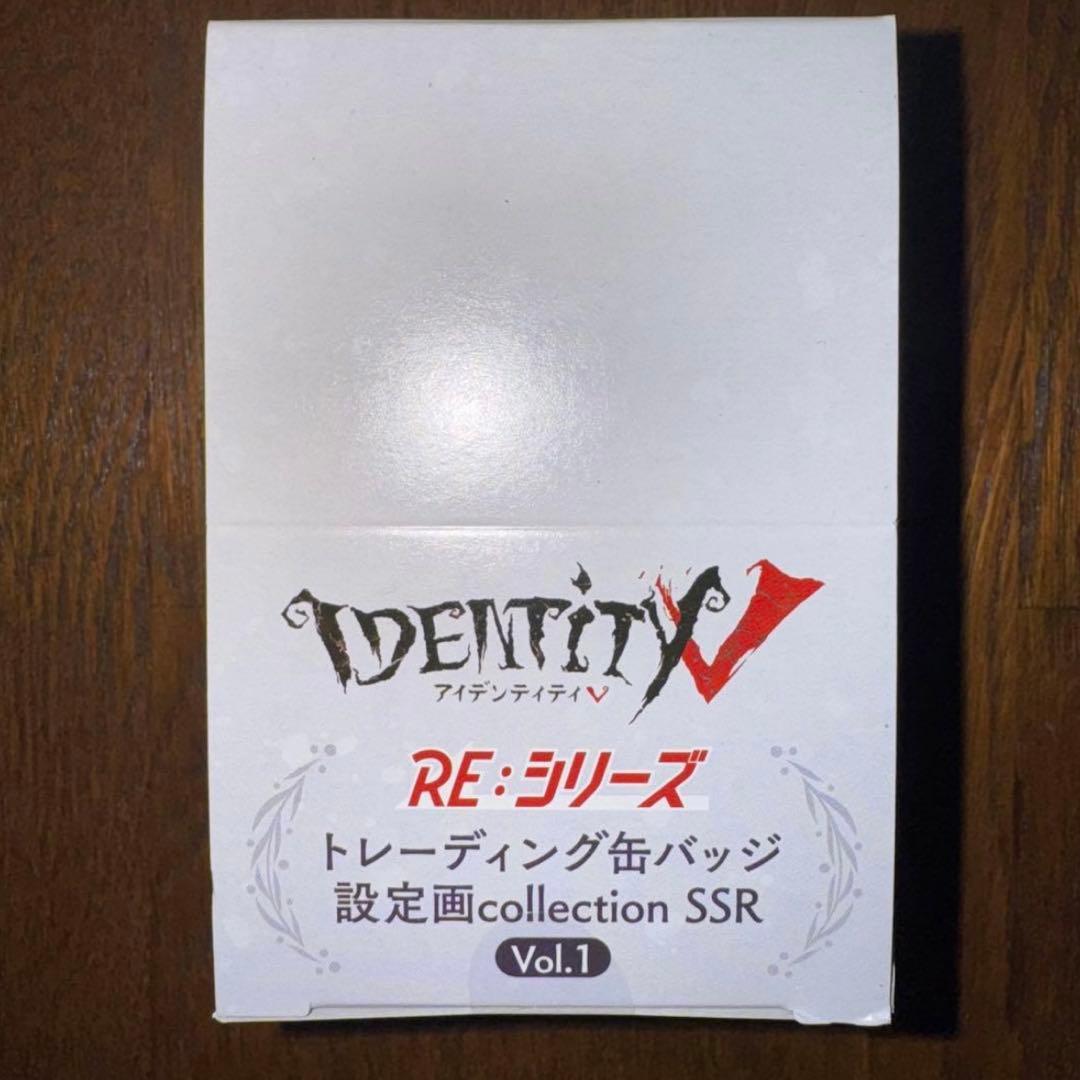 IDENTITY V
アイデンティティV
RE:シリーズ
トレーディング缶バッジ
設定画collection SSR
Vol.1